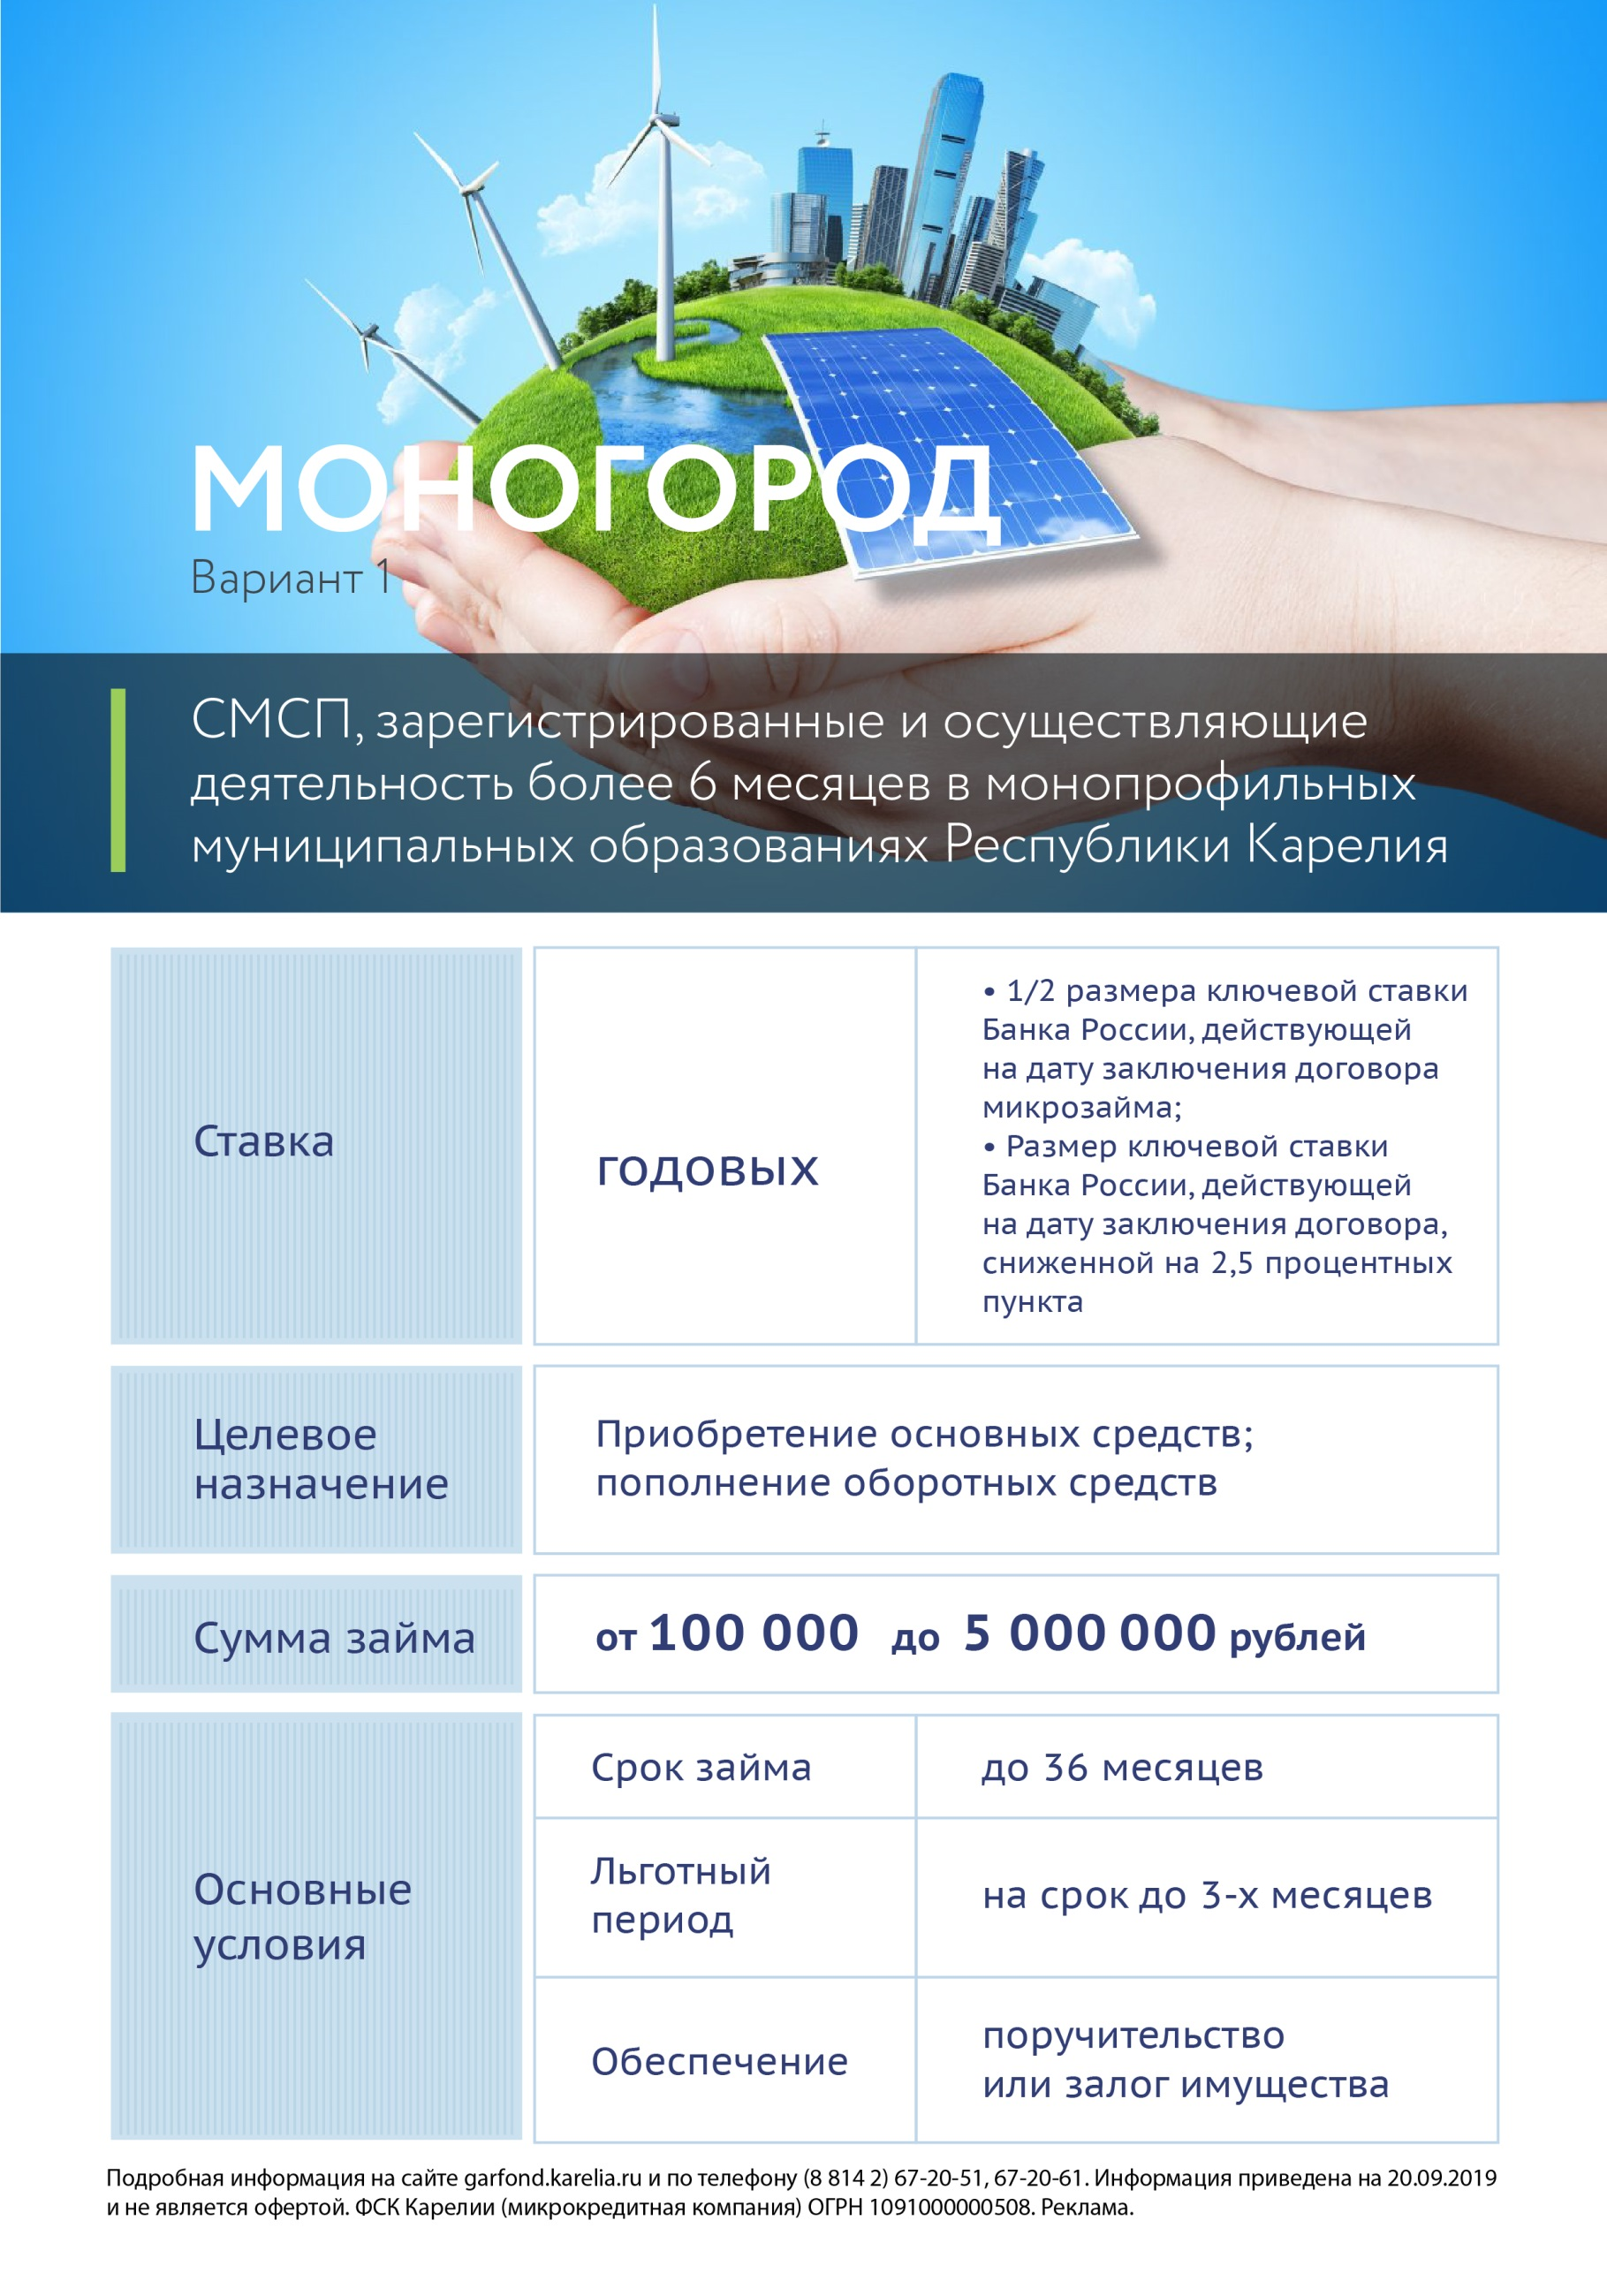 МОНОГОРОД
Вариант 1
СМСП, зарегистрированные и осуществляющие
деятельность более 6 месяцев в монопрофильных
муниципальных образованиях Республики Карелия
Ставка
годовых
• 1/2 размера ключевой ставки
Банка России, действующей
на дату заключения договора
микрозайма;
• Размер ключевой ставки
Банка России, действующей
на дату заключения договора,
сниженной на 2,5 процентных
пункта
Целевое
назначение
Приобретение основных средств;
пополнение оборотных средств
Сумма займа
от 100 000 до 5 000 000 рублей
Основные
условия
Срок займа
до 36 месяцев
Льготный
период
на срок до 3-х месяцев
Обеспечение
поручительство
или залог имущества
Подробная информация на сайте garfond.karelia.ru и по телефону (8 814 2) 67-20-51, 67-20-61. Информация приведена на 20.09.2019
и не является офертой. ФСК Карелии (микрокредитная компания) ОГРН 1091000000508. Реклама.